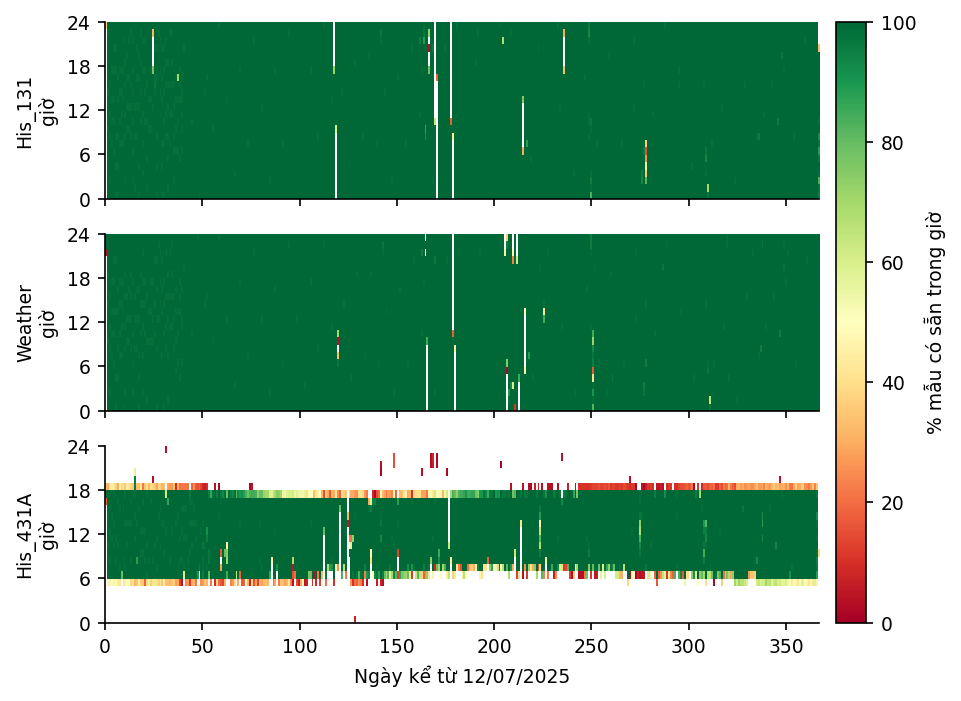 24
18
12
6
0
His_131
giờ
24
18
12
6
0
Weather
giờ
24
18
12
6
0
His_431A
giờ
0 50 100 150 200 250 300 350
Ngày kể từ 12/07/2025
100
80
60
40
20
0
% mẫu có sẵn trong giờ